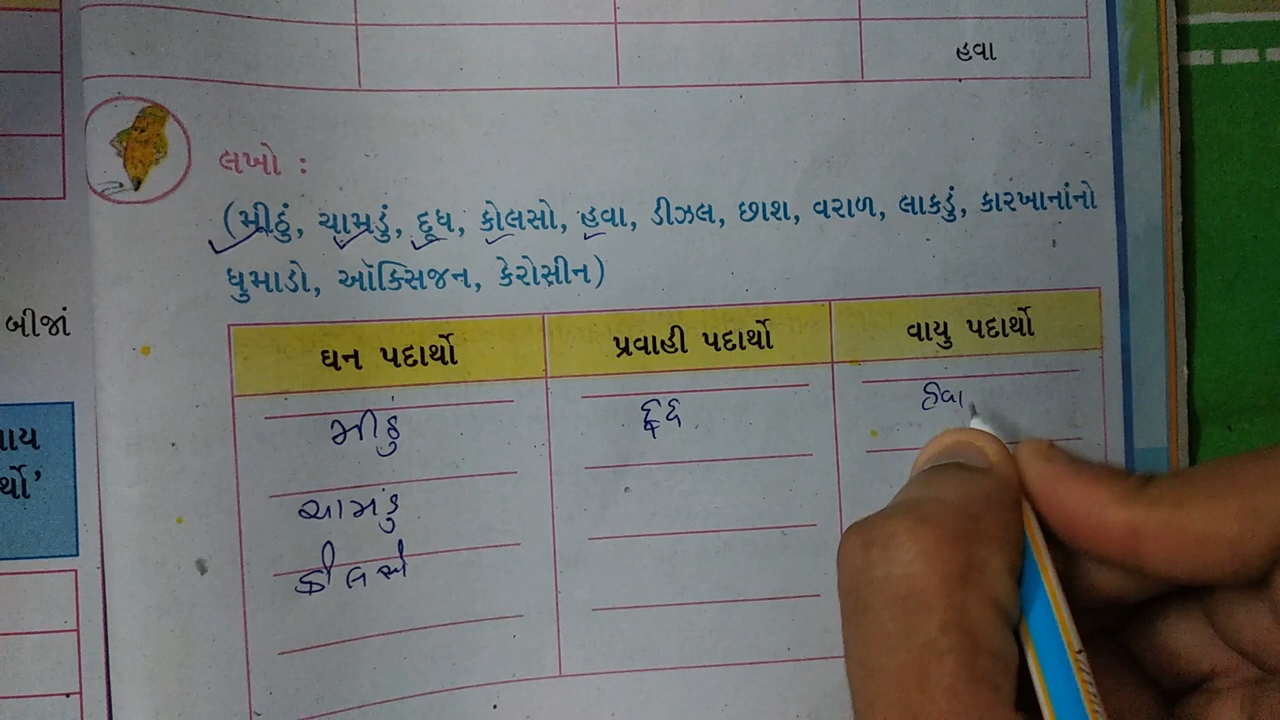 હવા
લખો :
(મીઠું, ચામડું, દૂધ, કોલસો, હવા, ડીઝલ, છાશ, વરાળ, લાકડું, કારખાનાંનો
ધુમાડો, ઑક્સિજન, કેરોસીન)
બીજાં
ઘન પદાર્થો પ્રવાહી પદાર્થો વાયુ પદાર્થો
મીઠું દૂધ હવા
ચામડું
કોલસો